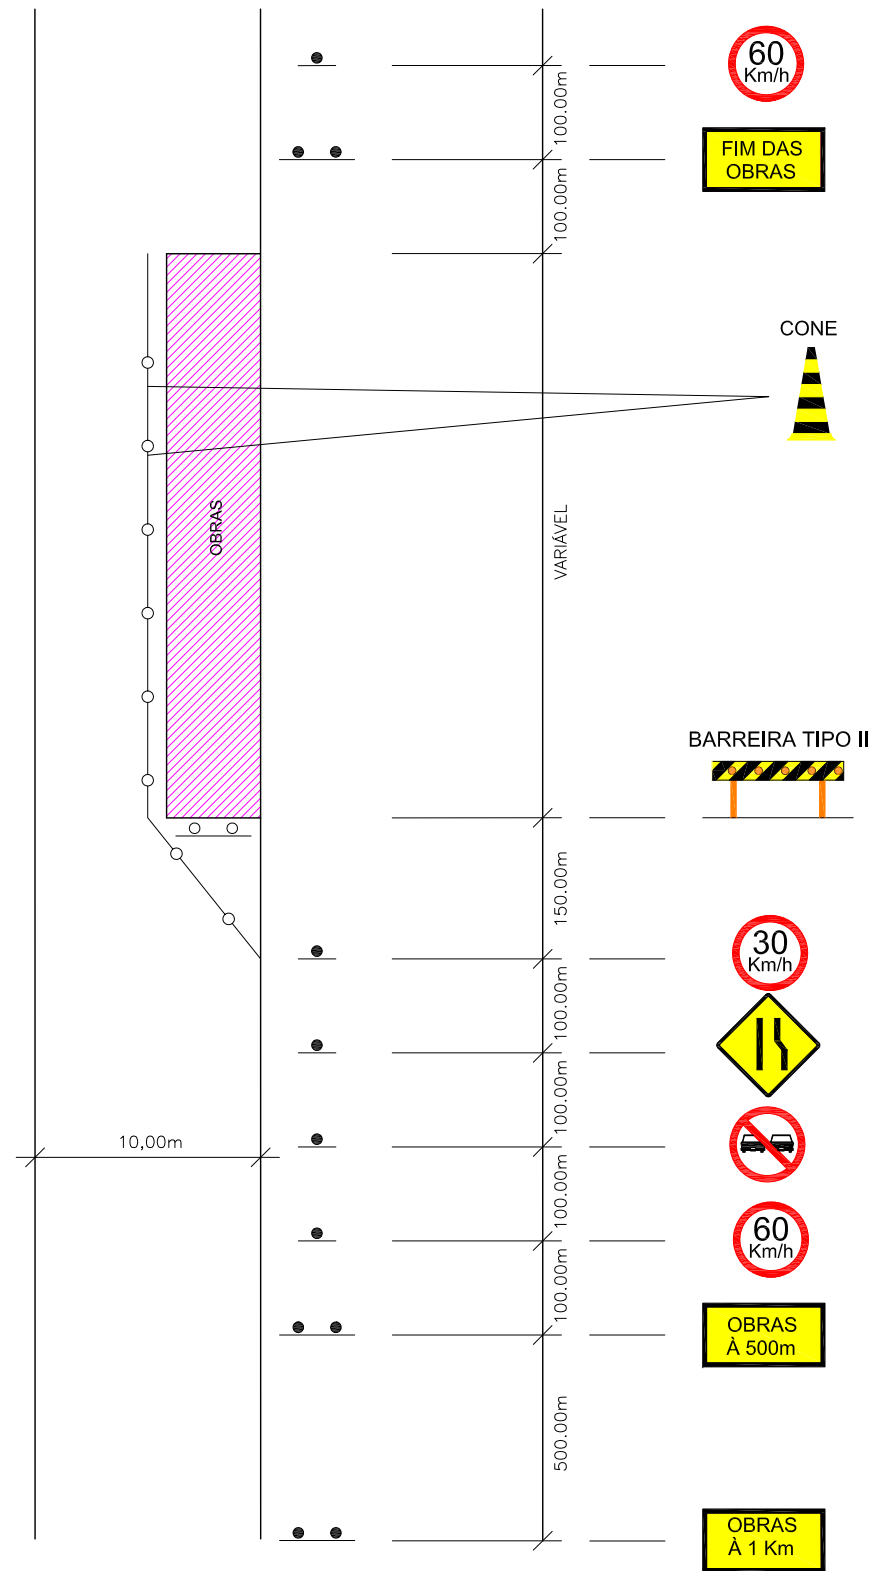 60
Km/h
100.00m
FIM DAS
OBRAS
100.00m
CONE
OBRAS
VARIÁVEL
BARREIRA TIPO II
150.00m
30
Km/h
100.00m
100.00m
10,00m
100.00m
60
Km/h
100.00m
OBRAS
À 500m
500.00m
OBRAS
À 1 Km